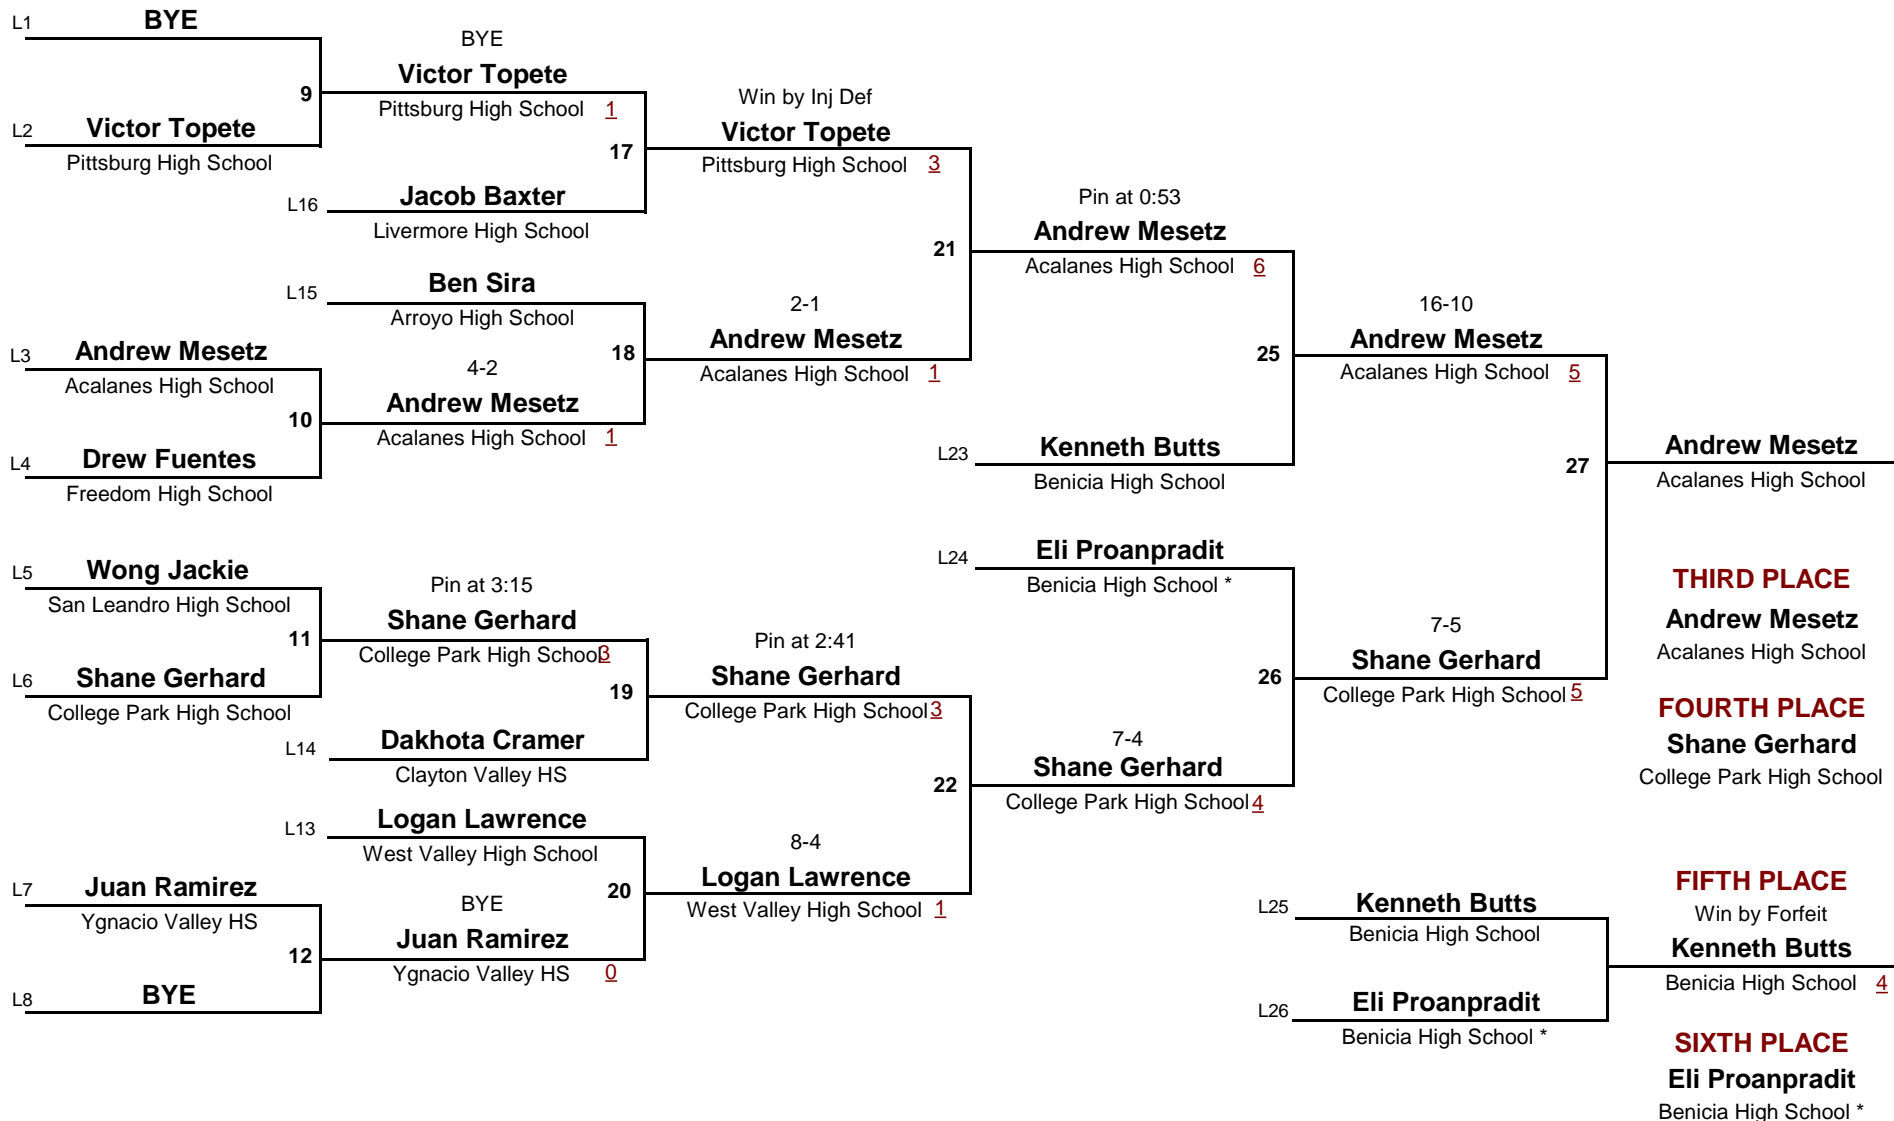 L1 BYE
9
L2 Victor Topete
Pittsburg High School
BYE
Victor Topete
Pittsburg High School 1
17
L16 Jacob Baxter
Livermore High School
Win by Inj Def
Victor Topete
Pittsburg High School 3
L15 Ben Sira
Arroyo High School
18
L3 Andrew Mesetz
Acalanes High School
10
L4 Drew Fuentes
Freedom High School
4-2
Andrew Mesetz
Acalanes High School 1
2-1
Andrew Mesetz
Acalanes High School 1
21
Pin at 0:53
Andrew Mesetz
Acalanes High School 6
25
L23 Kenneth Butts
Benicia High School
16-10
Andrew Mesetz
Acalanes High School 5
27
Andrew Mesetz
Acalanes High School
L5 Wong Jackie
San Leandro High School
11
L6 Shane Gerhard
College Park High School
Pin at 3:15
Shane Gerhard
College Park High School 3
19
L14 Dakhota Cramer
Clayton Valley HS
Pin at 2:41
Shane Gerhard
College Park High School 3
22
L13 Logan Lawrence
West Valley High School
20
L7 Juan Ramirez
Ygnacio Valley HS
12
L8 BYE
BYE
Juan Ramirez
Ygnacio Valley HS 0
8-4
Logan Lawrence
West Valley High School 1
L24 Eli Proanpradit
Benicia High School *
26
7-4
Shane Gerhard
College Park High School 4
7-5
Shane Gerhard
College Park High School 5
THIRD PLACE
Andrew Mesetz
Acalanes High School
FOURTH PLACE
Shane Gerhard
College Park High School
L25 Kenneth Butts
Benicia High School
L26 Eli Proanpradit
Benicia High School *
FIFTH PLACE
Win by Forfeit
Kenneth Butts
Benicia High School 4
SIXTH PLACE
Eli Proanpradit
Benicia High School *